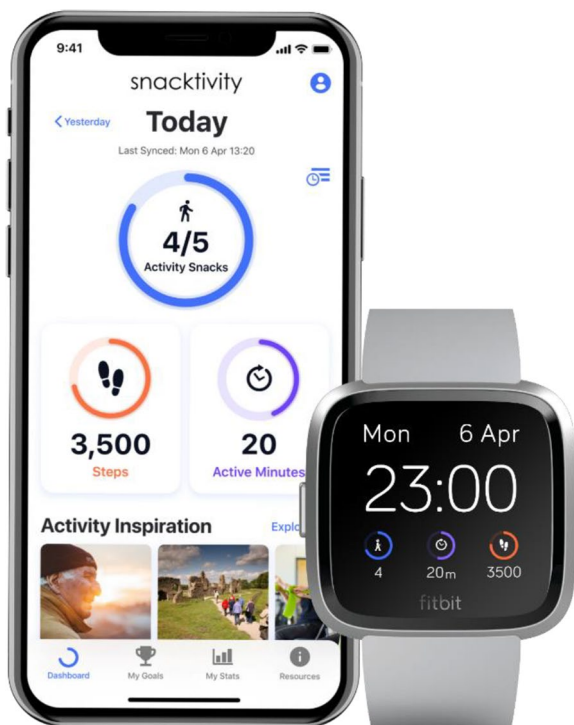 9:41
snacktivity
Yesterday
Today
Last Synced: Mon 6 Apr 13:20
4/5
Activity Snacks
3,500
Steps
20
Active Minutes
Activity Inspiration
Explo
Dashboard
My Goals
My Stats
Resources
Mon 6 Apr
23:00
4 20m 3500
fitbit